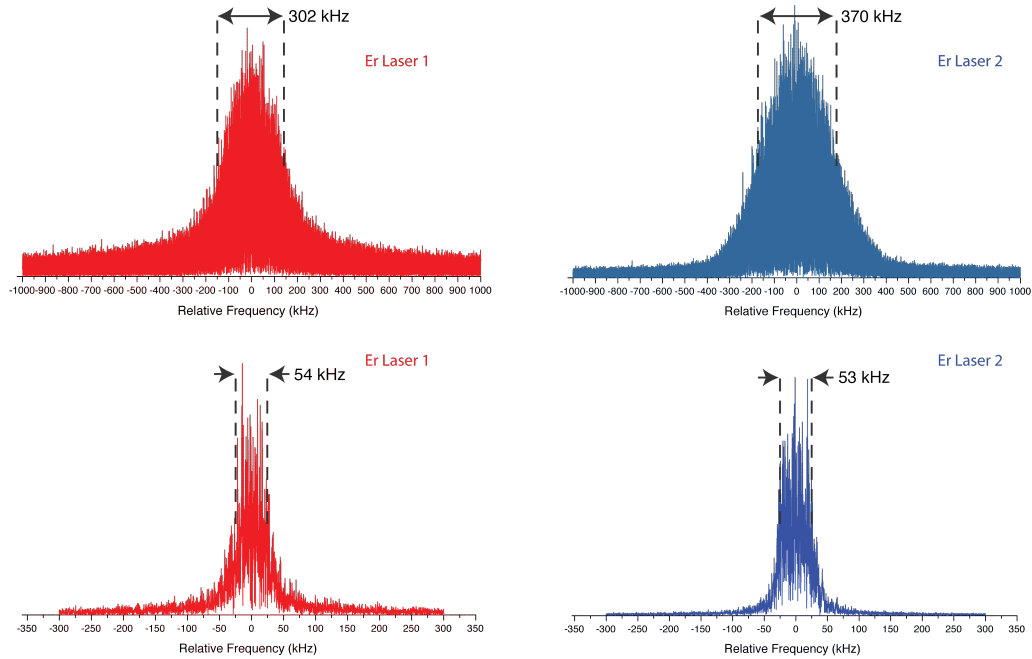 302 kHz
Er Laser 1
-1000-900 -800 -700 -600 -500 -400 -300 -200 -100 0 100 200 300 400 500 600 700 800 900 1000
Relative Frequency (kHz)
370 kHz
Er Laser 2
-1000 -900 -800 -700 -600 -500 -400 -300 -200 -100 0 100 200 300 400 500 600 700 800 900 1000
Relative Frequency (kHz)
Er Laser 1
54 kHz
-350 -300 -250 -200 -150 -100 -50 0 50 100 150 200 250 300 350
Relative Frequency (kHz)
Er Laser 2
53 kHz
-350 -300 -250 -200 -150 -100 -50 0 50 100 150 200 250 300 350
Relative Frequency (kHz)